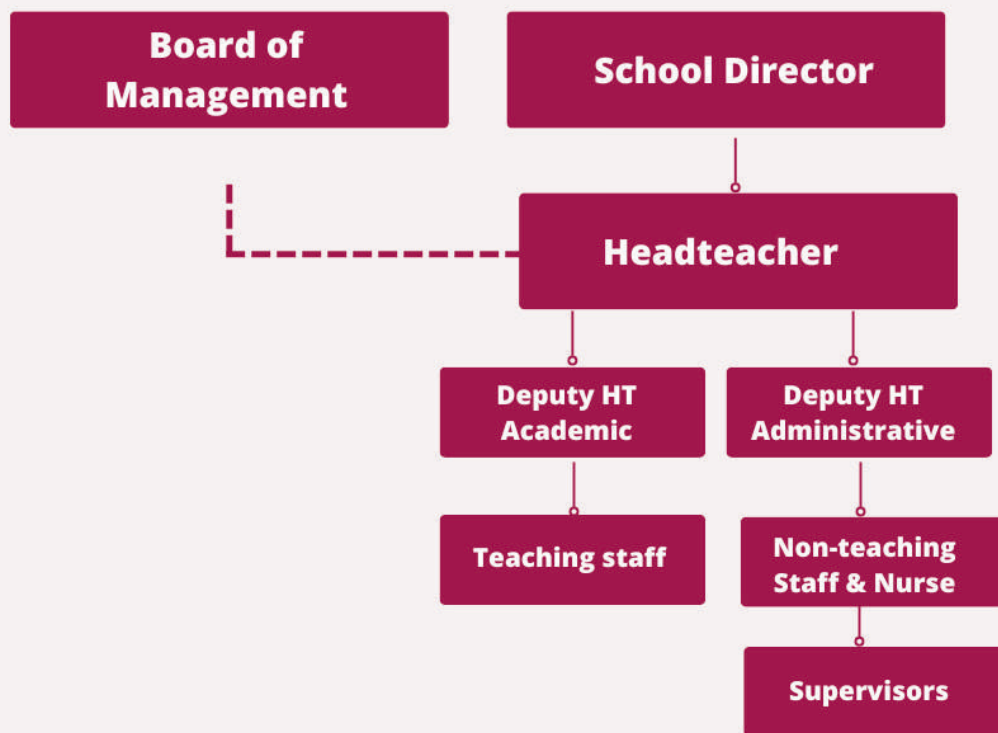 Board of
Management
School Director
Headteacher
Deputy HT
Academic
Deputy HT
Administrative
Teaching staff
Non-teaching
Staff & Nurse
Supervisors